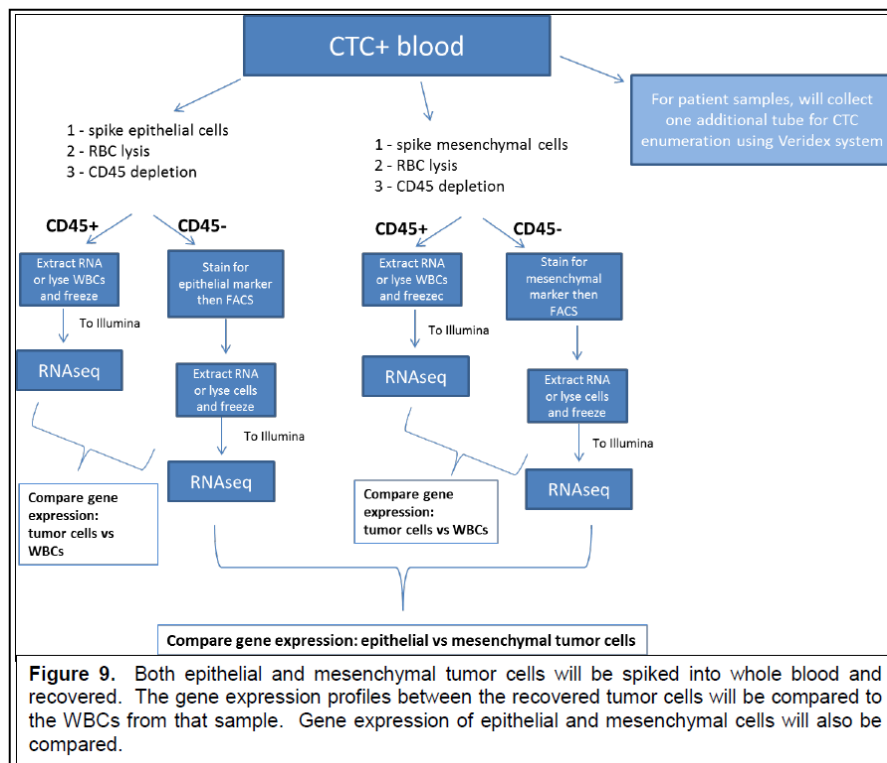 CTC+ blood
For patient samples, will collect
one additional tube for CTC
enumeration using Veridex system
1 - spike epithelial cells
2 - RBC lysis
3 - CD45 depletion
1 - spike mesenchymal cells
2 - RBC lysis
3 - CD45 depletion
CD45+
CD45-
CD45+
CD45-
Extract RNA
or lyse WBCs
and freeze
Stain for
epithelial marker
then FACS
Extract RNA
or lyse WBCs
and freezec
Stain for
mesenchymal
marker then
FACS
To Illumina
To Illumina
RNAseq
Extract RNA
or lyse cells
and freeze
RNAseq
Extract RNA
or lyse cells
and freeze
To Illumina
To Illumina
RNAseq
RNAseq
Compare gene
expression:
tumor cells vs
WBCs
Compare gene
expression:
tumor cells vs WBCs
Compare gene expression: epithelial vs mesenchymal tumor cells
Figure 9. Both epithelial and mesenchymal tumor cells will be spiked into whole blood and
recovered. The gene expression profiles between the recovered tumor cells will be compared to
the WBCs from that sample. Gene expression of epithelial and mesenchymal cells will also be
compared.